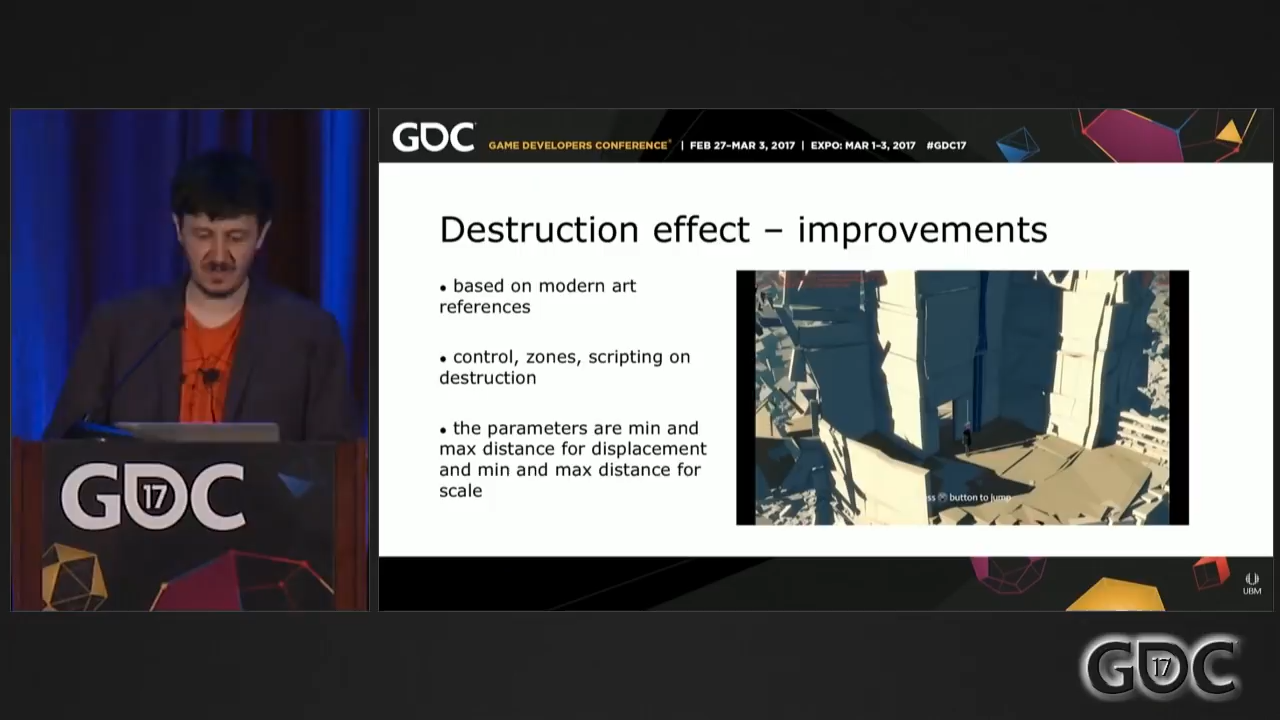 GDC
GAME DEVELOPERS CONFERENCE® | FEB 27-MAR 3, 2017 | EXPO: MAR 1-3, 2017 #GDC17
Destruction effect – improvements
• based on modern art
references
• control, zones, scripting on
destruction
• the parameters are min and
max distance for displacement
and min and max distance for
scale
button to jump
UBM
GDC
17
GDC
17